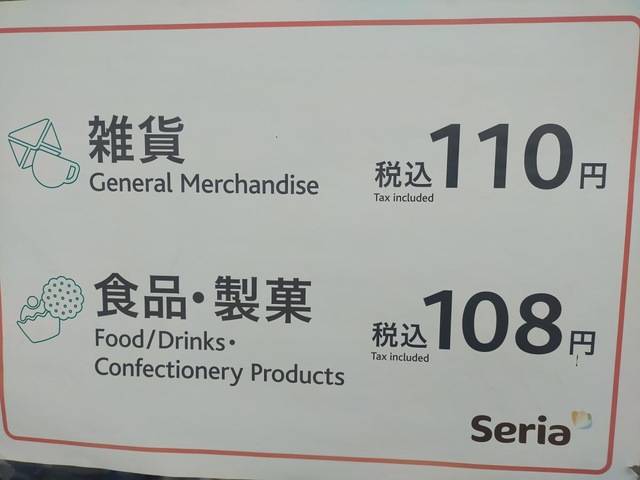 雑貨
General Merchandise
税込110円
Tax included
食品・製菓
Food/Drinks・
Confectionery Products
税込108円
Tax included
Seria